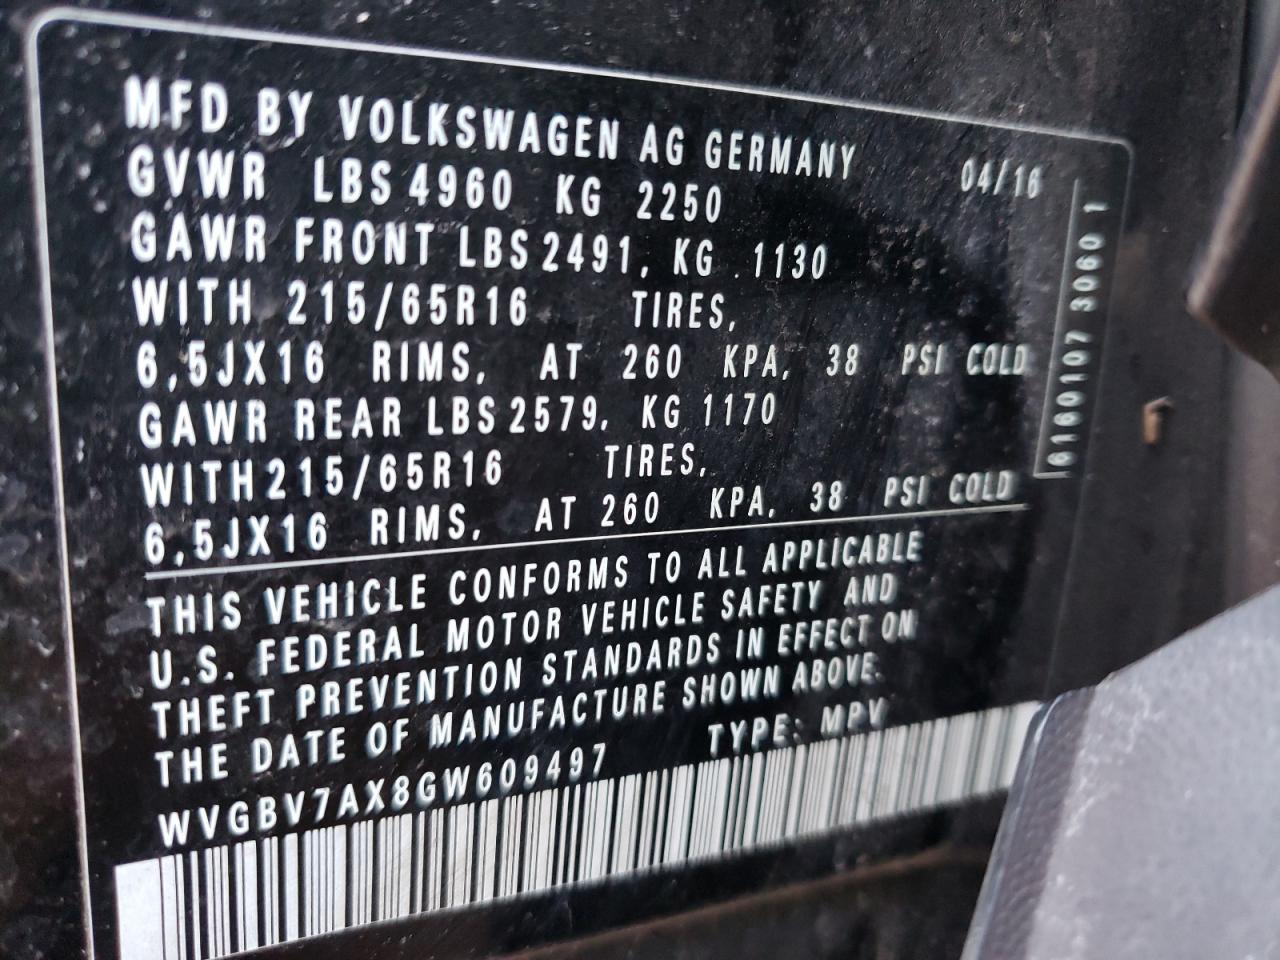 MFD BY VOLKSWAGEN AG GERMANY 04/16
GVWR LBS 4960 KG 2250
GAWR FRONT LBS 2491, KG 1130
WITH 215/65R16 TIRES,
6,5JX16 RIMS, AT 260 KPA, 38 PSI COLD
GAWR REAR LBS 2579, KG 1170
WITH 215/65R16 TIRES,
6,5JX16 RIMS, AT 260 KPA, 38 PSI COLD
THIS VEHICLE CONFORMS TO ALL APPLICABLE
U.S. FEDERAL MOTOR VEHICLE SAFETY AND
THEFT PREVENTION STANDARDS IN EFFECT ON
THE DATE OF MANUFACTURE SHOWN ABOVE.
WVGBV7AX8GW609497 TYPE: MPV
6160107 3060 1